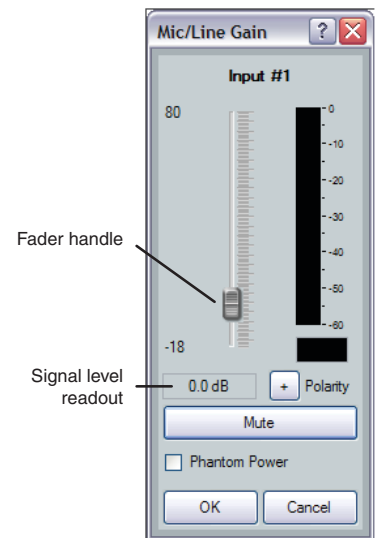 Mic/Line Gain
?
Input #1
80
0
-10
-20
-30
-40
-50
-60
-18
Fader handle
Signal level
readout
0.0 dB
+
Polarity
Mute
Phantom Power
OK
Cancel